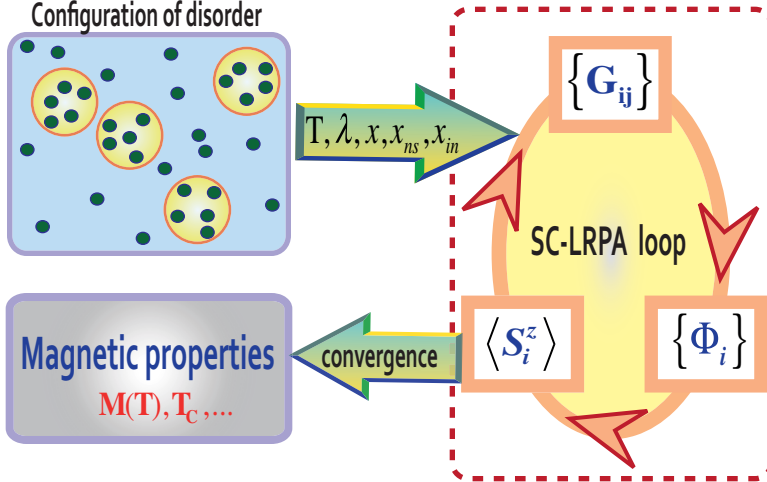 Configuration of disorder
T, λ, x, x_ns, x_in
{G_ij}
SC-LRPA loop
{Φ_i}
⟨S_i^z⟩
convergence
Magnetic properties
M(T), T_C, ...